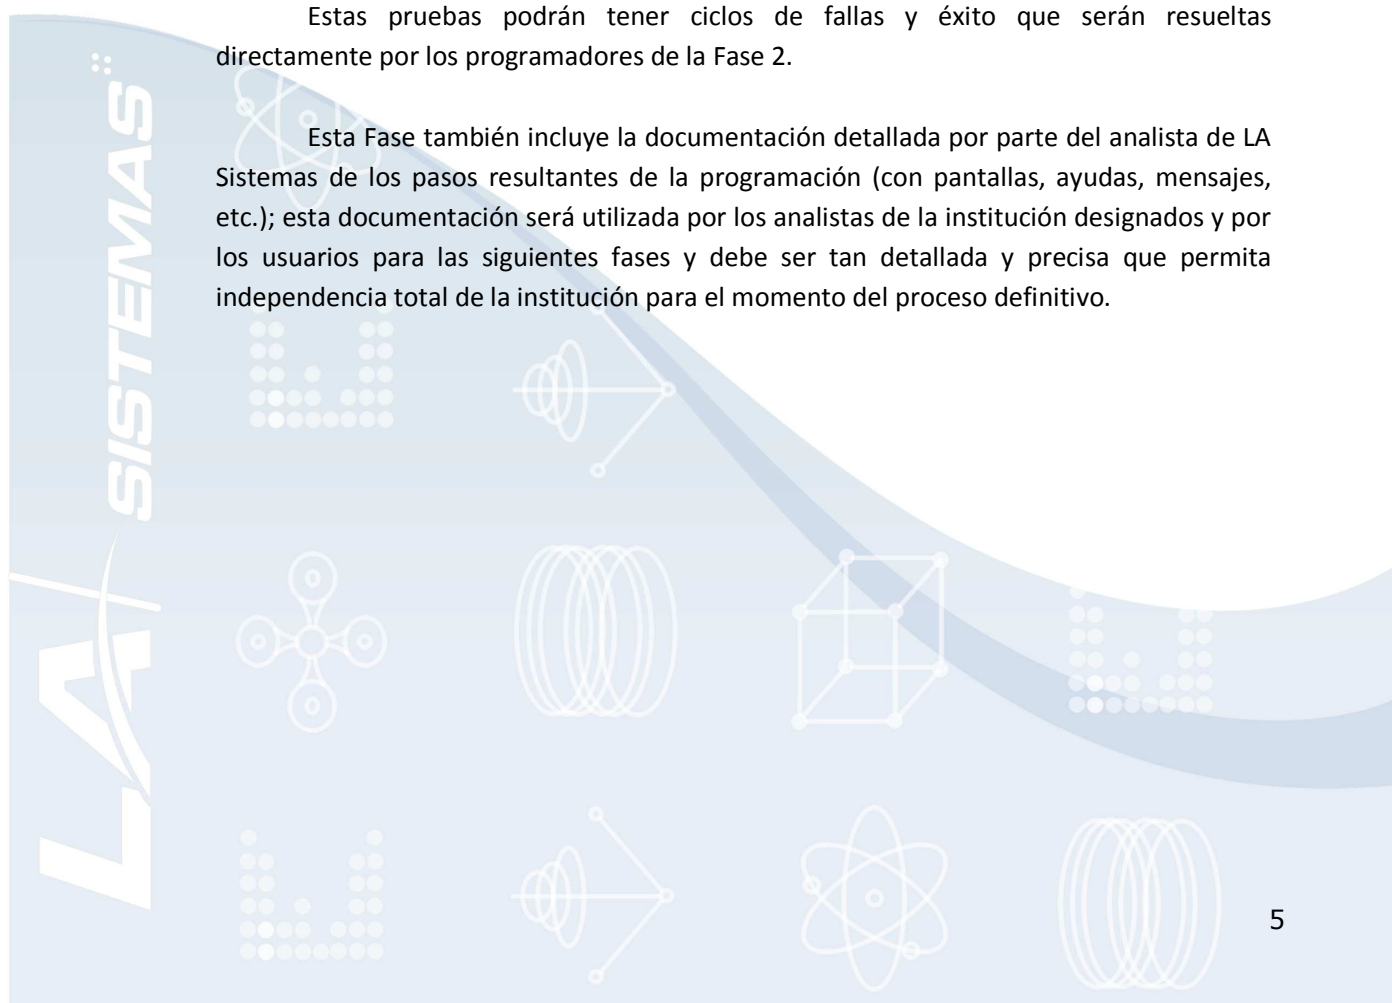 Estas pruebas podrán tener ciclos de fallas y éxito que serán resueltas
directamente por los programadores de la Fase 2.
Esta Fase también incluye la documentación detallada por parte del analista de LA
Sistemas de los pasos resultantes de la programación (con pantallas, ayudas, mensajes,
etc.); esta documentación será utilizada por los analistas de la institución designados y por
los usuarios para las siguientes fases y debe ser tan detallada y precisa que permita
independencia total de la institución para el momento del proceso definitivo.
LA SISTEMAS
5